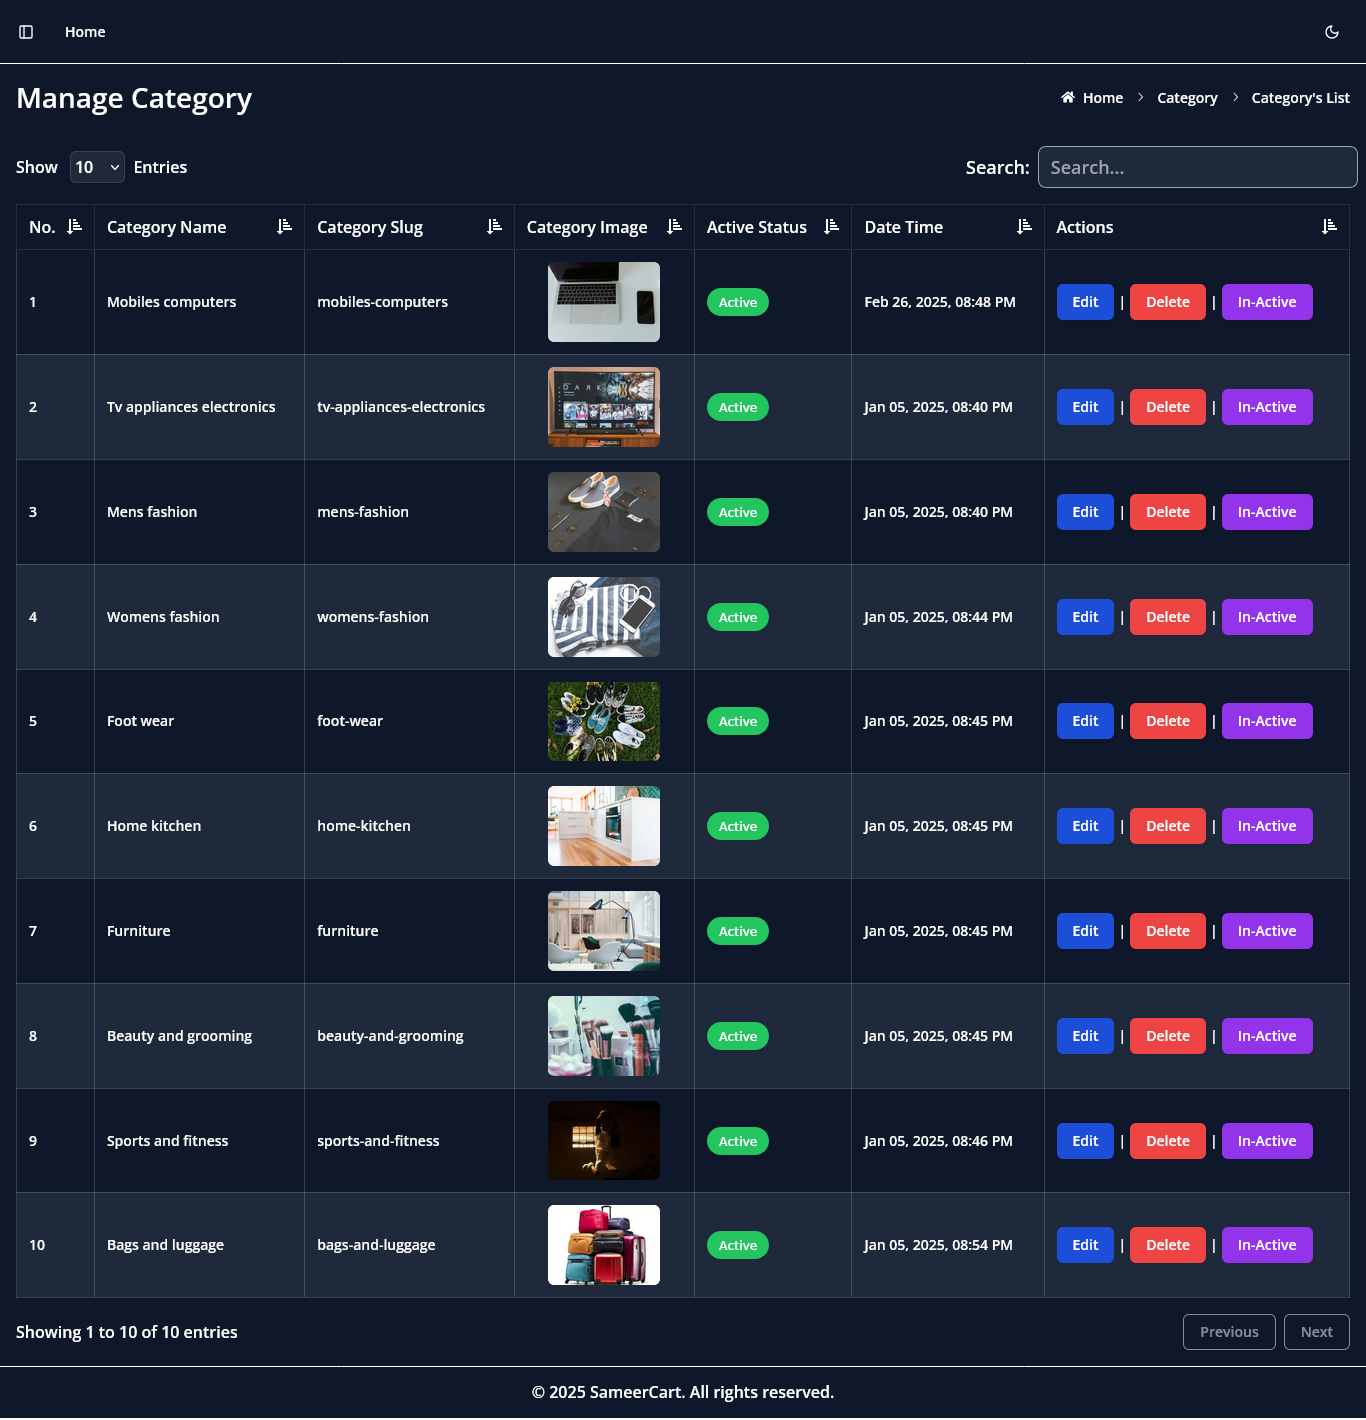 Home
Manage Category
Home > Category > Category's List
Show 10 Entries
Search: Search...
No. Category Name Category Slug Category Image Active Status Date Time Actions
1 Mobiles computers mobiles-computers Active Feb 26, 2025, 08:48 PM Edit | Delete | In-Active
2 Tv appliances electronics tv-appliances-electronics DARK Active Jan 05, 2025, 08:40 PM Edit | Delete | In-Active
3 Mens fashion mens-fashion Active Jan 05, 2025, 08:40 PM Edit | Delete | In-Active
4 Womens fashion womens-fashion Active Jan 05, 2025, 08:44 PM Edit | Delete | In-Active
5 Foot wear foot-wear Active Jan 05, 2025, 08:45 PM Edit | Delete | In-Active
6 Home kitchen home-kitchen Active Jan 05, 2025, 08:45 PM Edit | Delete | In-Active
7 Furniture furniture Active Jan 05, 2025, 08:45 PM Edit | Delete | In-Active
8 Beauty and grooming beauty-and-grooming Active Jan 05, 2025, 08:45 PM Edit | Delete | In-Active
9 Sports and fitness sports-and-fitness Active Jan 05, 2025, 08:46 PM Edit | Delete | In-Active
10 Bags and luggage bags-and-luggage Active Jan 05, 2025, 08:54 PM Edit | Delete | In-Active
Showing 1 to 10 of 10 entries
Previous Next
© 2025 SameerCart. All rights reserved.